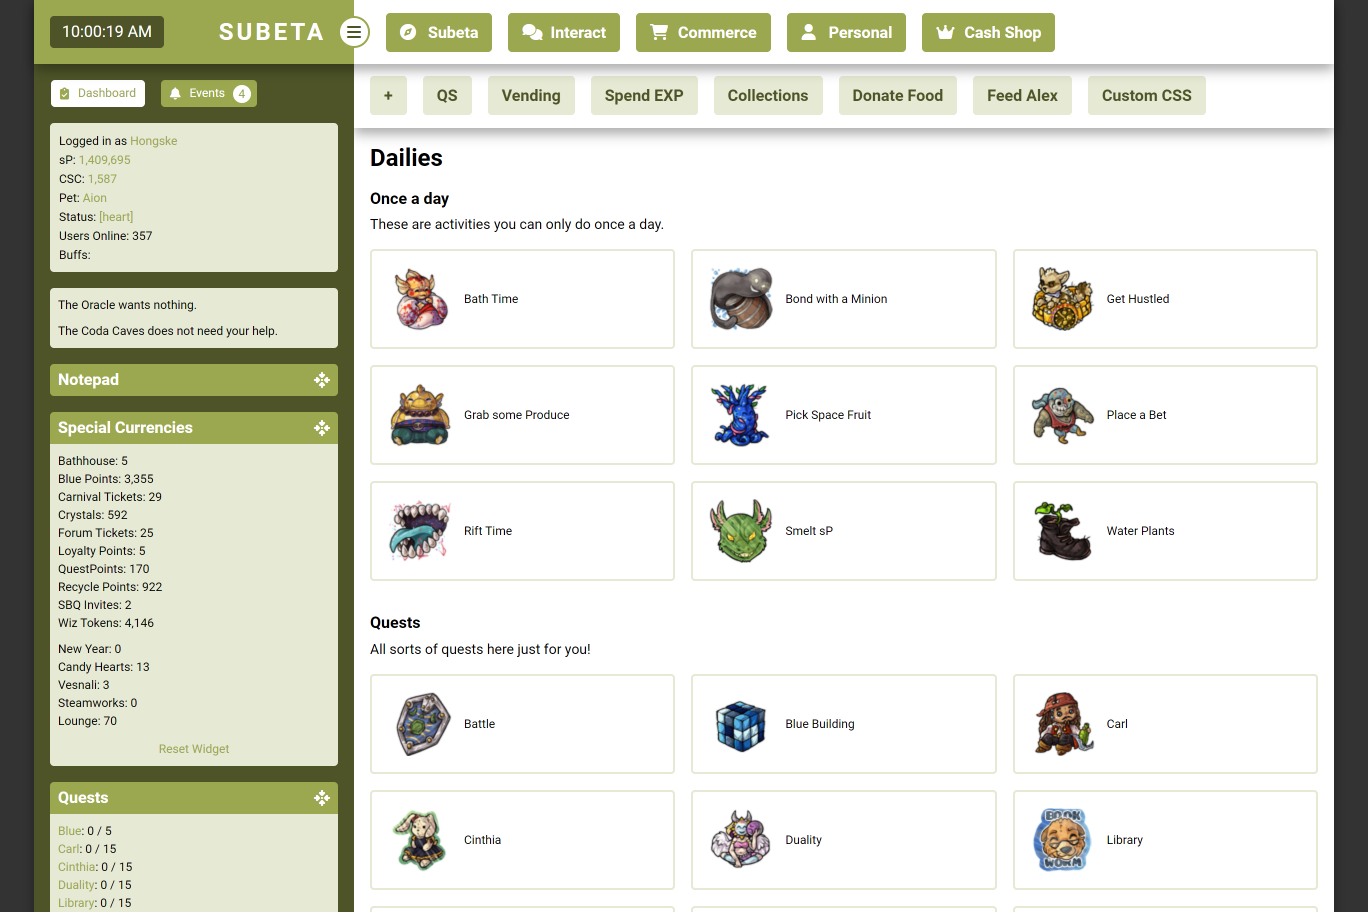 10:00:19 AM
SUBETA
Subeta
Interact
Commerce
Personal
Cash Shop
Dashboard
Events 4
+
QS
Vending
Spend EXP
Collections
Donate Food
Feed Alex
Custom CSS
Logged in as Hongske
sP: 1,409,695
CSC: 1,587
Pet: Aion
Status: [heart]
Users Online: 357
Buffs:
The Oracle wants nothing.
The Coda Caves does not need your help.
Notepad
Special Currencies
Bathhouse: 5
Blue Points: 3,355
Carnival Tickets: 29
Crystals: 592
Forum Tickets: 25
Loyalty Points: 5
QuestPoints: 170
Recycle Points: 922
SBQ Invites: 2
Wiz Tokens: 4,146
New Year: 0
Candy Hearts: 13
Vesnali: 3
Steamworks: 0
Lounge: 70
Reset Widget
Quests
Blue: 0 / 5
Carl: 0 / 15
Cinthia: 0 / 15
Duality: 0 / 15
Library: 0 / 15
Dailies
Once a day
These are activities you can only do once a day.
Bath Time
Bond with a Minion
Get Hustled
Grab some Produce
Pick Space Fruit
Place a Bet
Rift Time
Smelt sP
Water Plants
Quests
All sorts of quests here just for you!
Battle
Blue Building
Carl
Cinthia
Duality
BOOK
WORM
Library